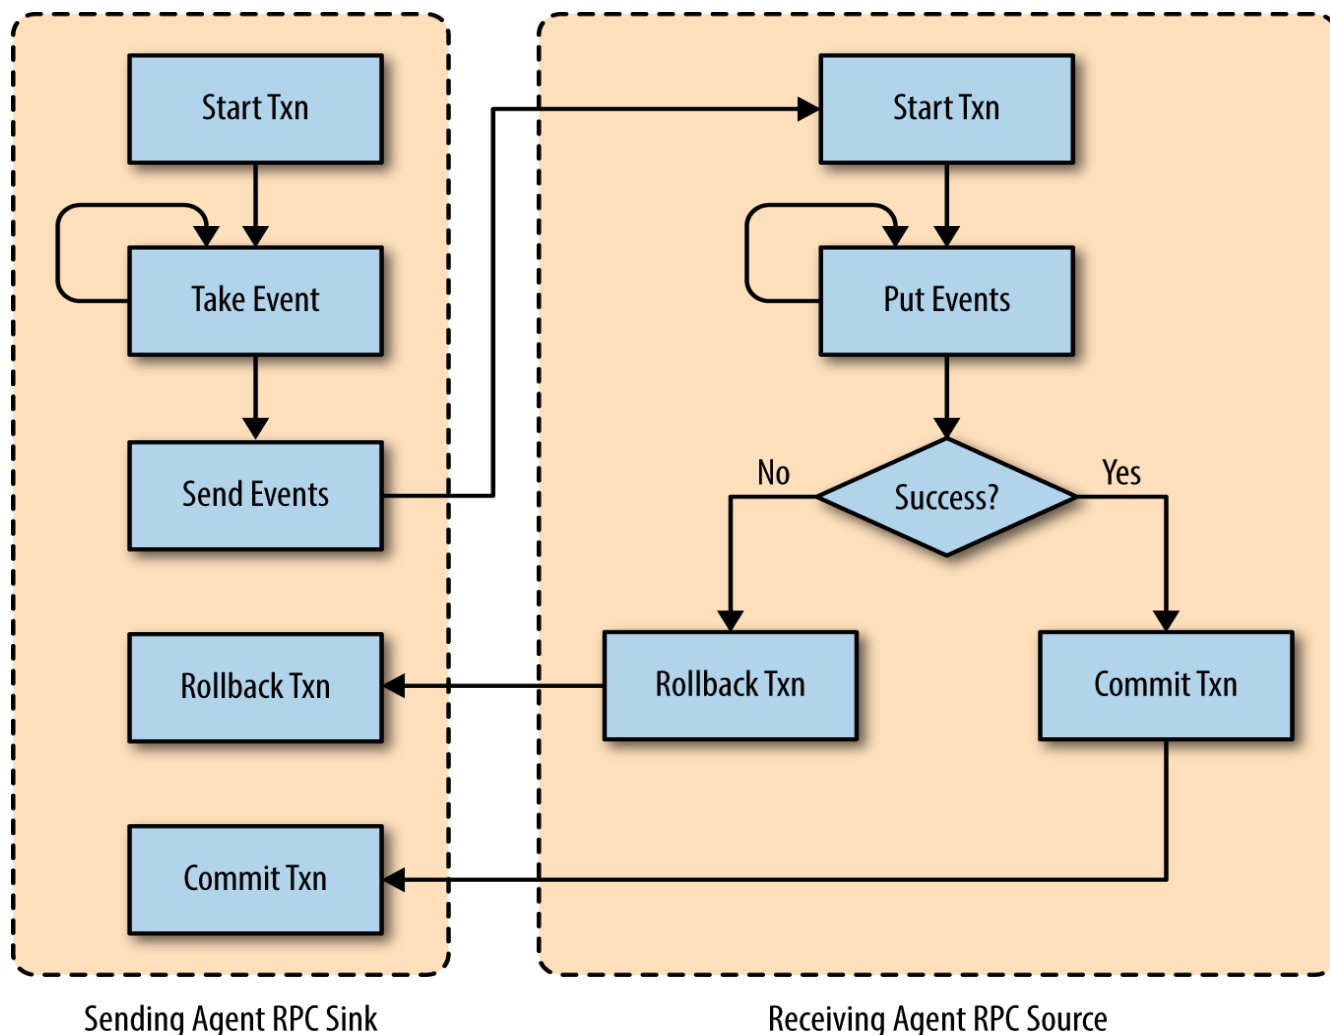 Start Txn
Take Event
Send Events
Rollback Txn
Commit Txn
Sending Agent RPC Sink
Start Txn
Put Events
Success?
No
Yes
Rollback Txn
Commit Txn
Receiving Agent RPC Source